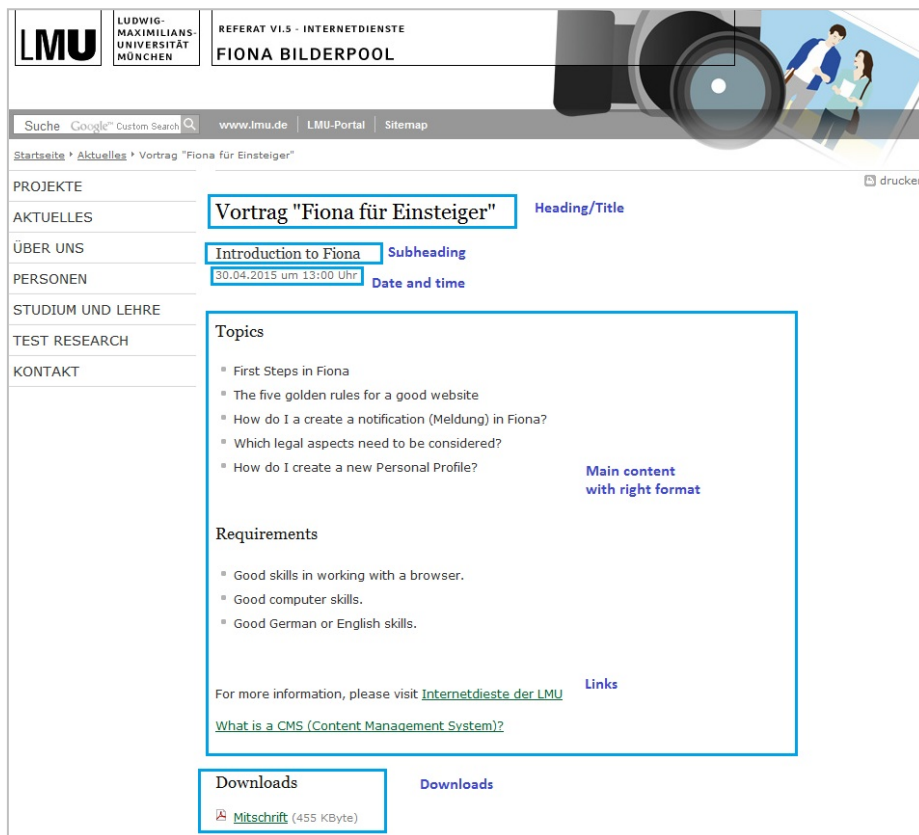 LMU
LUDWIG-
MAXIMILIANS-
UNIVERSITÄT
MÜNCHEN
REFERAT VI.5 - INTERNETDIENSTE
FIONA BILDERPOOL
Suche Google™ Custom Search
www.lmu.de LMU-Portal Sitemap
Startseite Aktuelles Vortrag "Fiona für Einsteiger"
drucken
PROJEKTE
AKTUELLES
ÜBER UNS
PERSONEN
STUDIUM UND LEHRE
TEST RESEARCH
KONTAKT
Vortrag "Fiona für Einsteiger" Heading/Title
Introduction to Fiona Subheading
30.04.2015 um 13:00 Uhr Date and time
Topics
First Steps in Fiona
The five golden rules for a good website
How do I a create a notification (Meldung) in Fiona?
Which legal aspects need to be considered?
How do I create a new Personal Profile?
Main content
with right format
Requirements
Good skills in working with a browser.
Good computer skills.
Good German or English skills.
Links
For more information, please visit Internetdieste der LMU
What is a CMS (Content Management System)?
Downloads Downloads
Mitschrift (455 KByte)